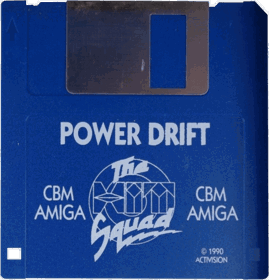 POWER DRIFT
The
Squad
CBM
AMIGA
CBM
AMIGA
© 1990
ACTIVISION